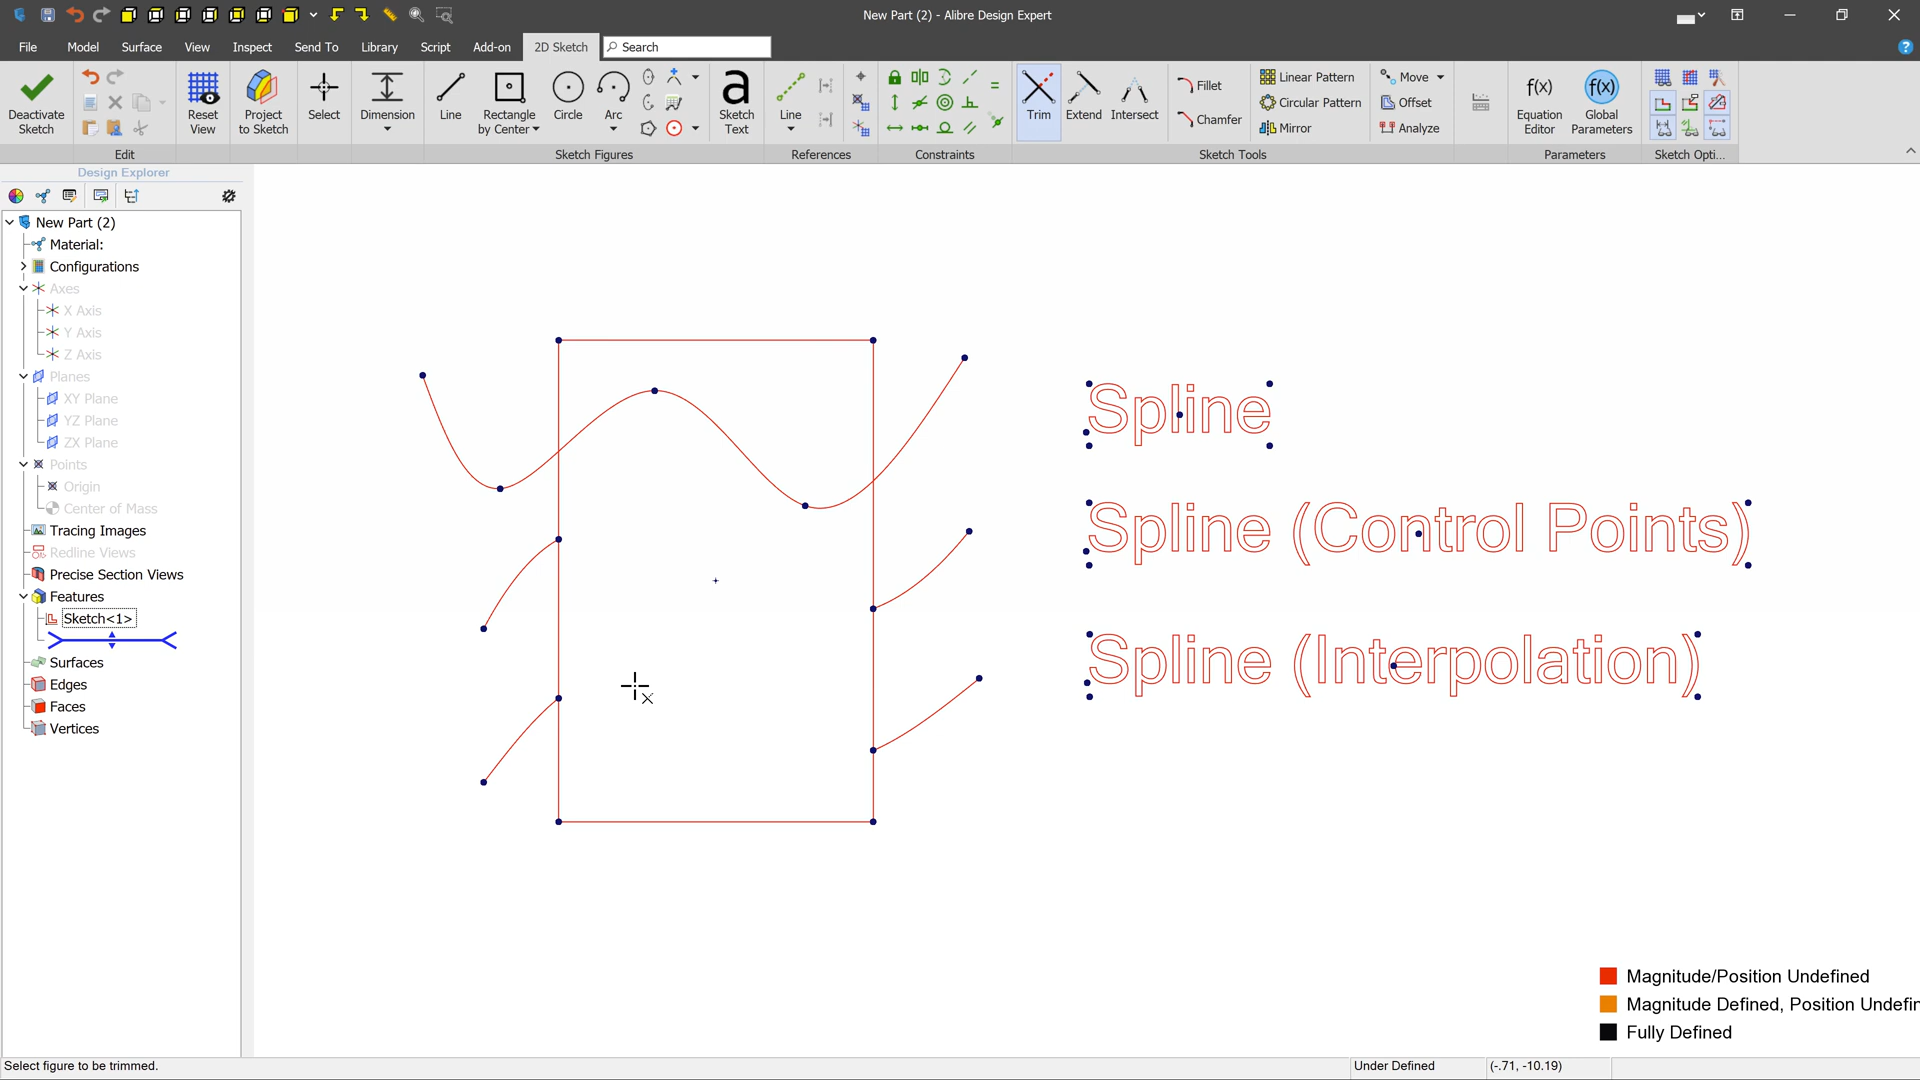 New Part (2) - Alibre Design Expert
File
Model
Surface
View
Inspect
Send To
Library
Script
Add-on
2D Sketch
Search
Deactivate
Sketch
Edit
Reset
View
Project
to Sketch
Select
Dimension
Line
Rectangle
by Center
Circle
Arc
Sketch
Text
Sketch Figures
Line
References
Constraints
Trim
Extend
Intersect
Fillet
Chamfer
Linear Pattern
Circular Pattern
Mirror
Move
Offset
Analyze
Sketch Tools
f(x)
Equation
Editor
f(x)
Global
Parameters
Parameters
Sketch Opti...
Design Explorer
New Part (2)
Material:
Configurations
Axes
X Axis
Y Axis
Z Axis
Planes
XY Plane
YZ Plane
ZX Plane
Points
Origin
Center of Mass
Tracing Images
Redline Views
Precise Section Views
Features
Sketch<1>
Surfaces
Edges
Faces
Vertices
Spline
Spline (Control Points)
Spline (Interpolation)
Magnitude/Position Undefined
Magnitude Defined, Position Undefin
Fully Defined
Select figure to be trimmed.
Under Defined
(-.71, -10.19)